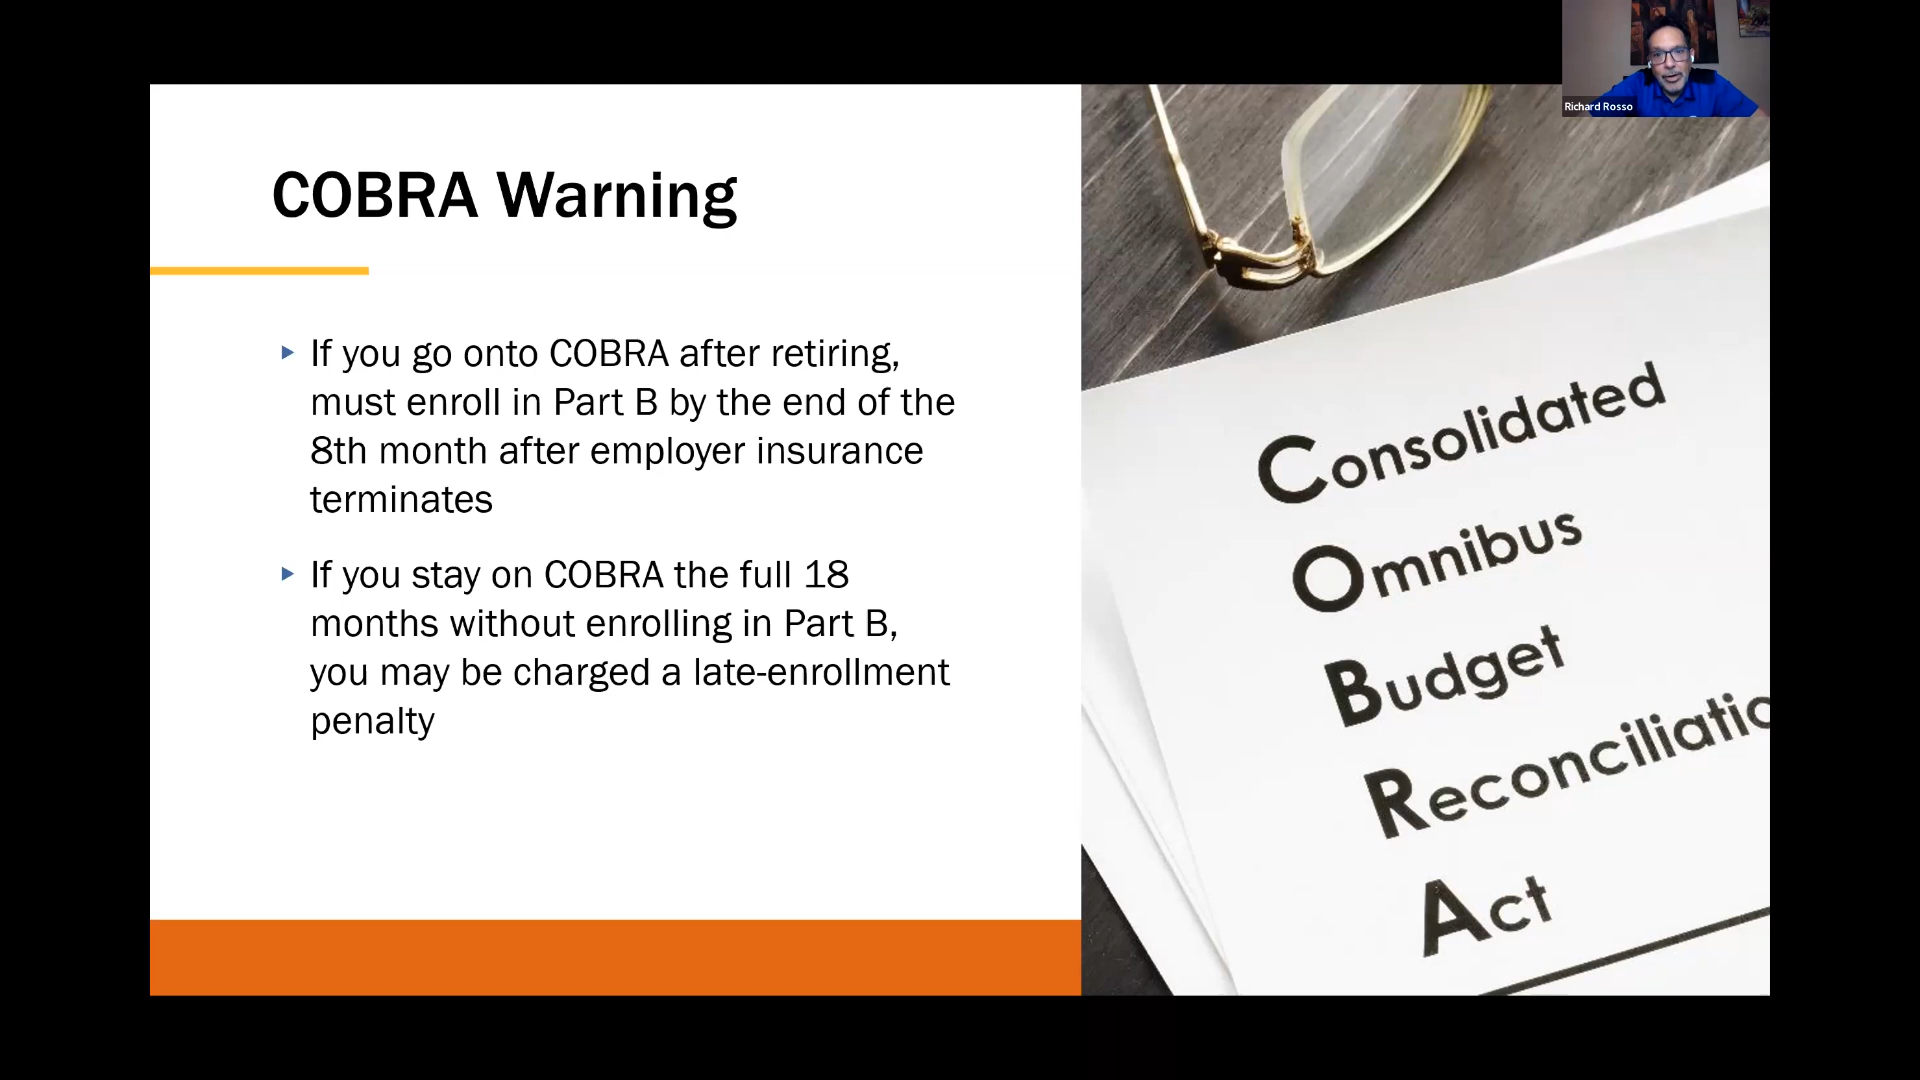 Richard Rosso
COBRA Warning
If you go onto COBRA after retiring,
must enroll in Part B by the end of the
8th month after employer insurance
terminates
If you stay on COBRA the full 18
months without enrolling in Part B,
you may be charged a late-enrollment
penalty
Consolidated
Omnibus
Budget
Reconciliatio
Act